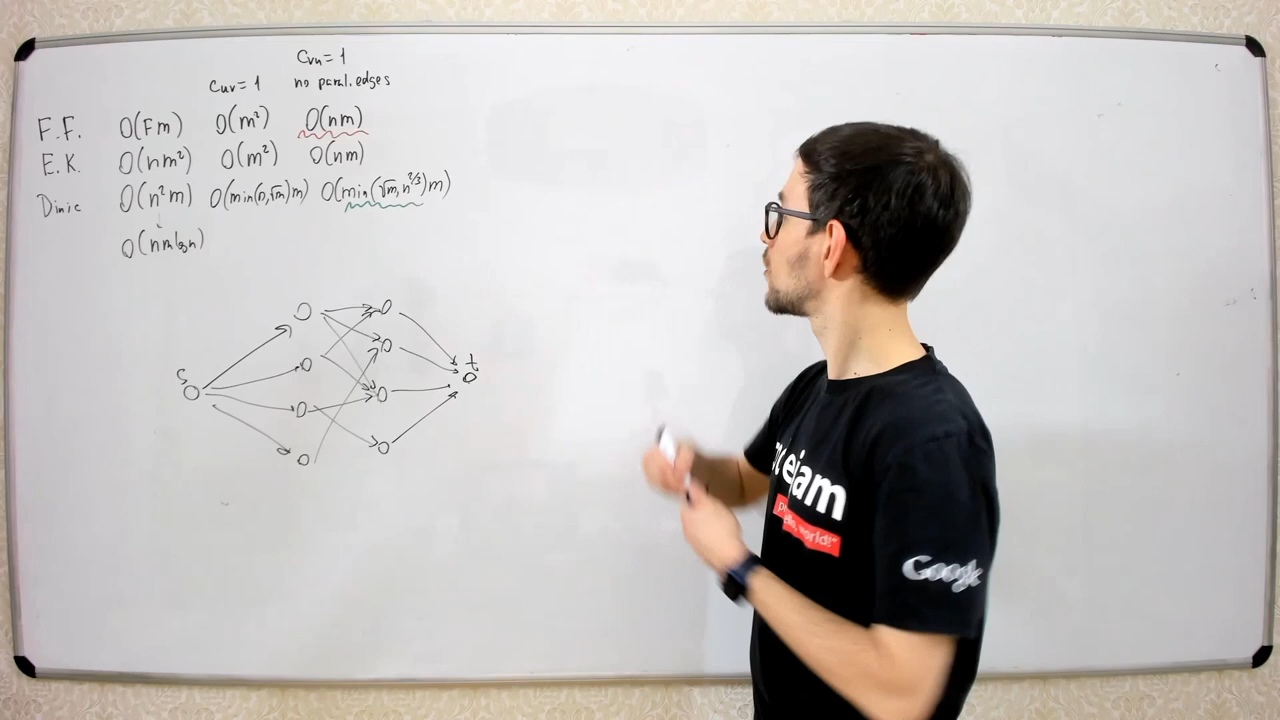 Cvu = 1
Cuv = 1 no paral. edges
F.F. O(Fm) O(m²) O(nm)
E.K. O(nm²) O(m²) O(nm)
Dinic O(n²m) O(min(n,√m)m) O(min(√m, n^2/3)m)
O(nm log n)
s
t
ejam
Google